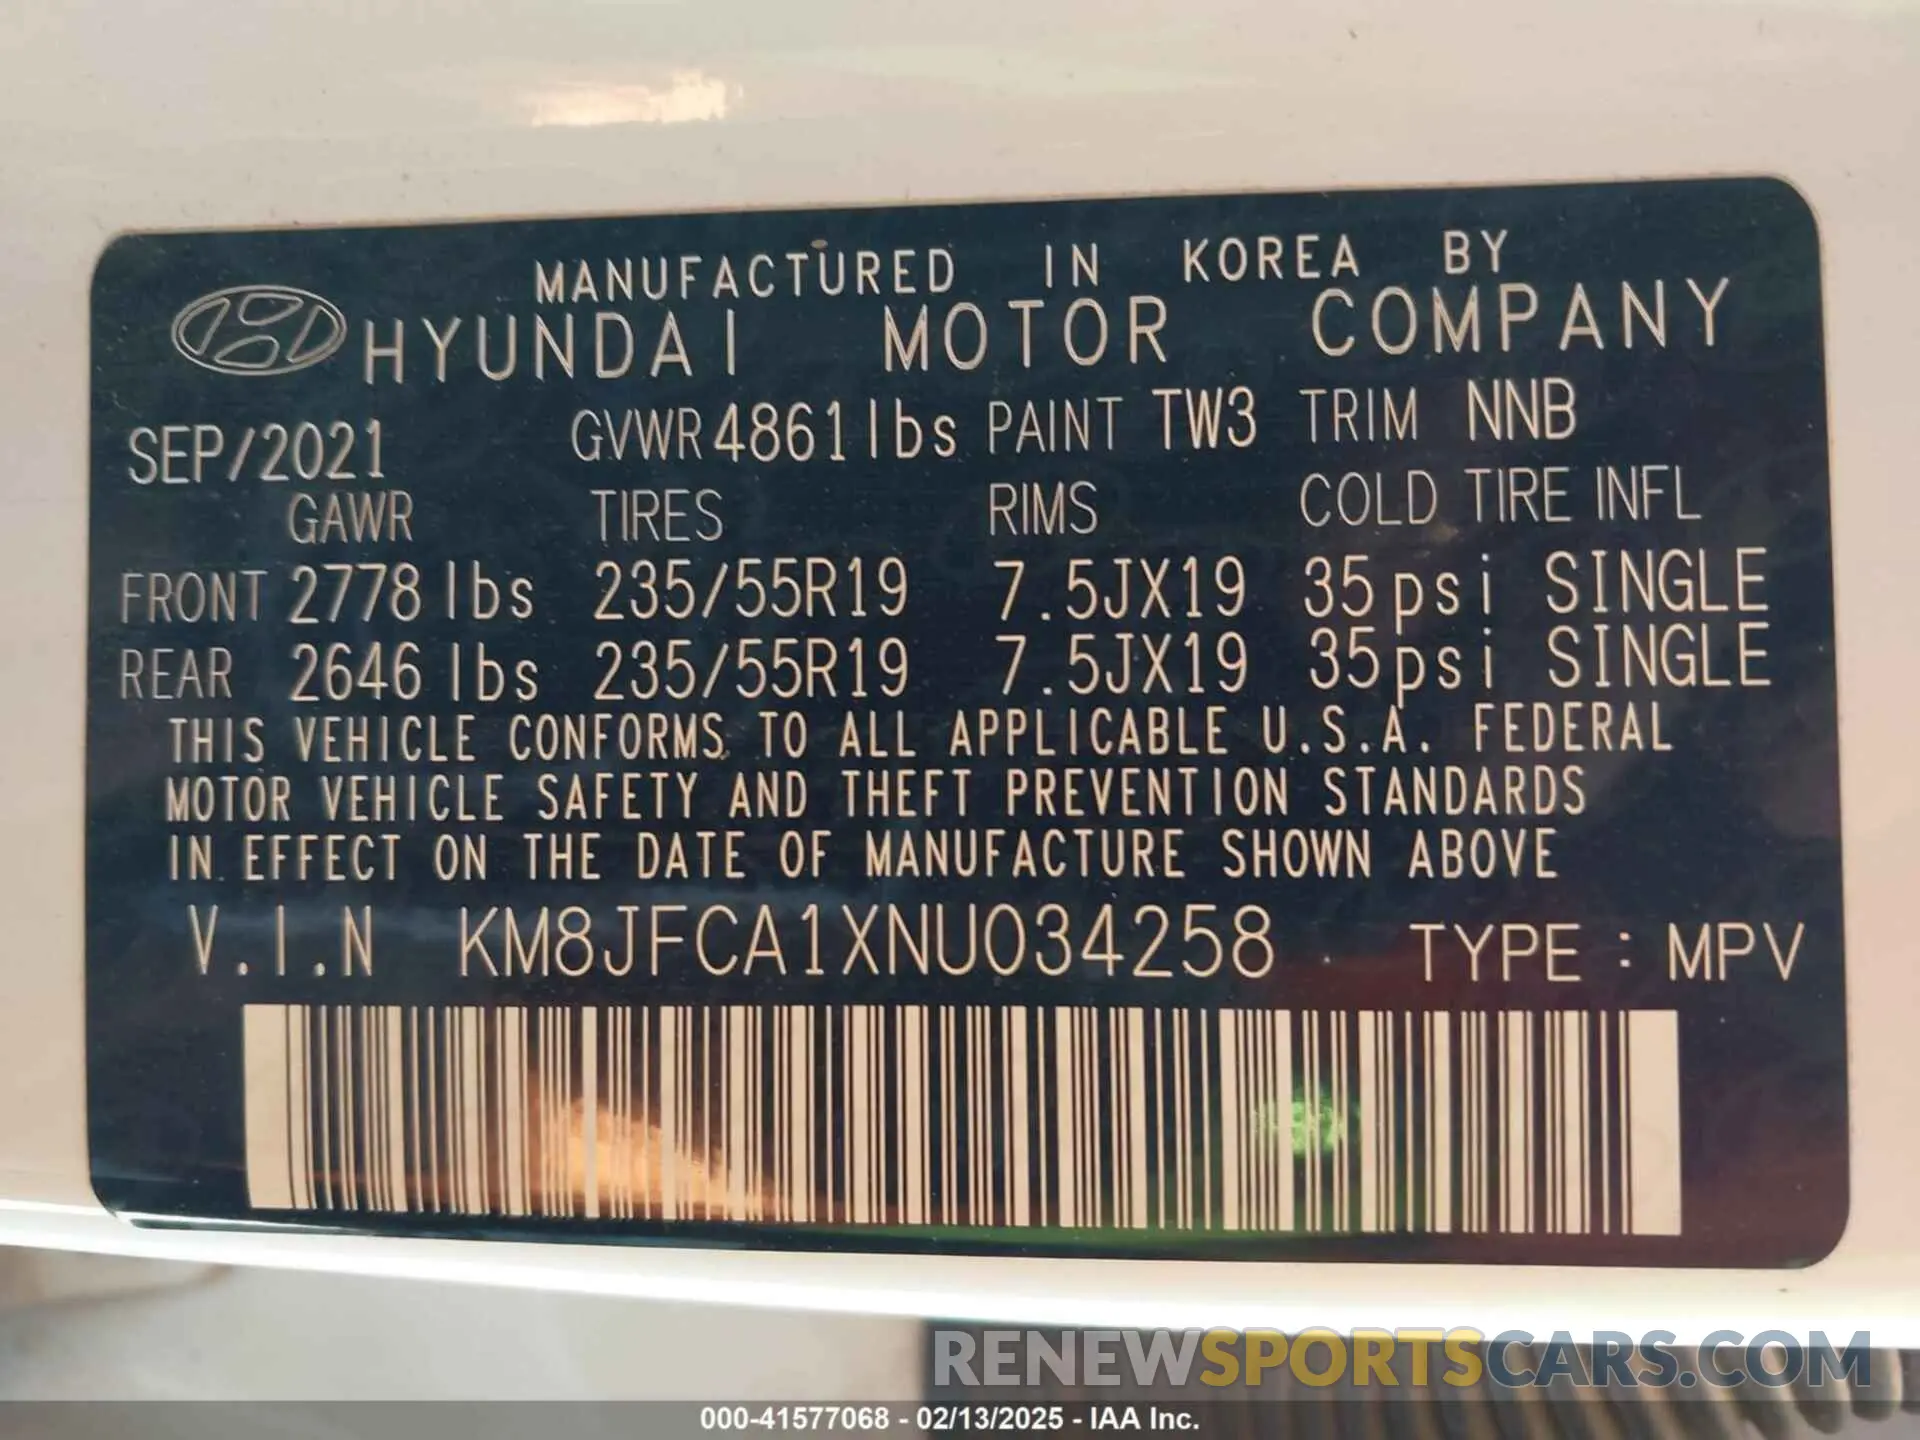 MANUFACTURED IN KOREA BY
HYUNDAI MOTOR COMPANY
SEP/2021 GVWR 4861lbs PAINT TW3 TRIM NNB
GAWR TIRES RIMS COLD TIRE INFL
FRONT 2778 lbs 235/55R19 7.5JX19 35psi SINGLE
REAR 2646 lbs 235/55R19 7.5JX19 35psi SINGLE
THIS VEHICLE CONFORMS TO ALL APPLICABLE U.S.A. FEDERAL
MOTOR VEHICLE SAFETY AND THEFT PREVENTION STANDARDS
IN EFFECT ON THE DATE OF MANUFACTURE SHOWN ABOVE
V.I.N KM8JFCA1XNU034258 TYPE : MPV
RENEWSPORTSCARS.COM
000-41577068 - 02/13/2025 - IAA Inc.